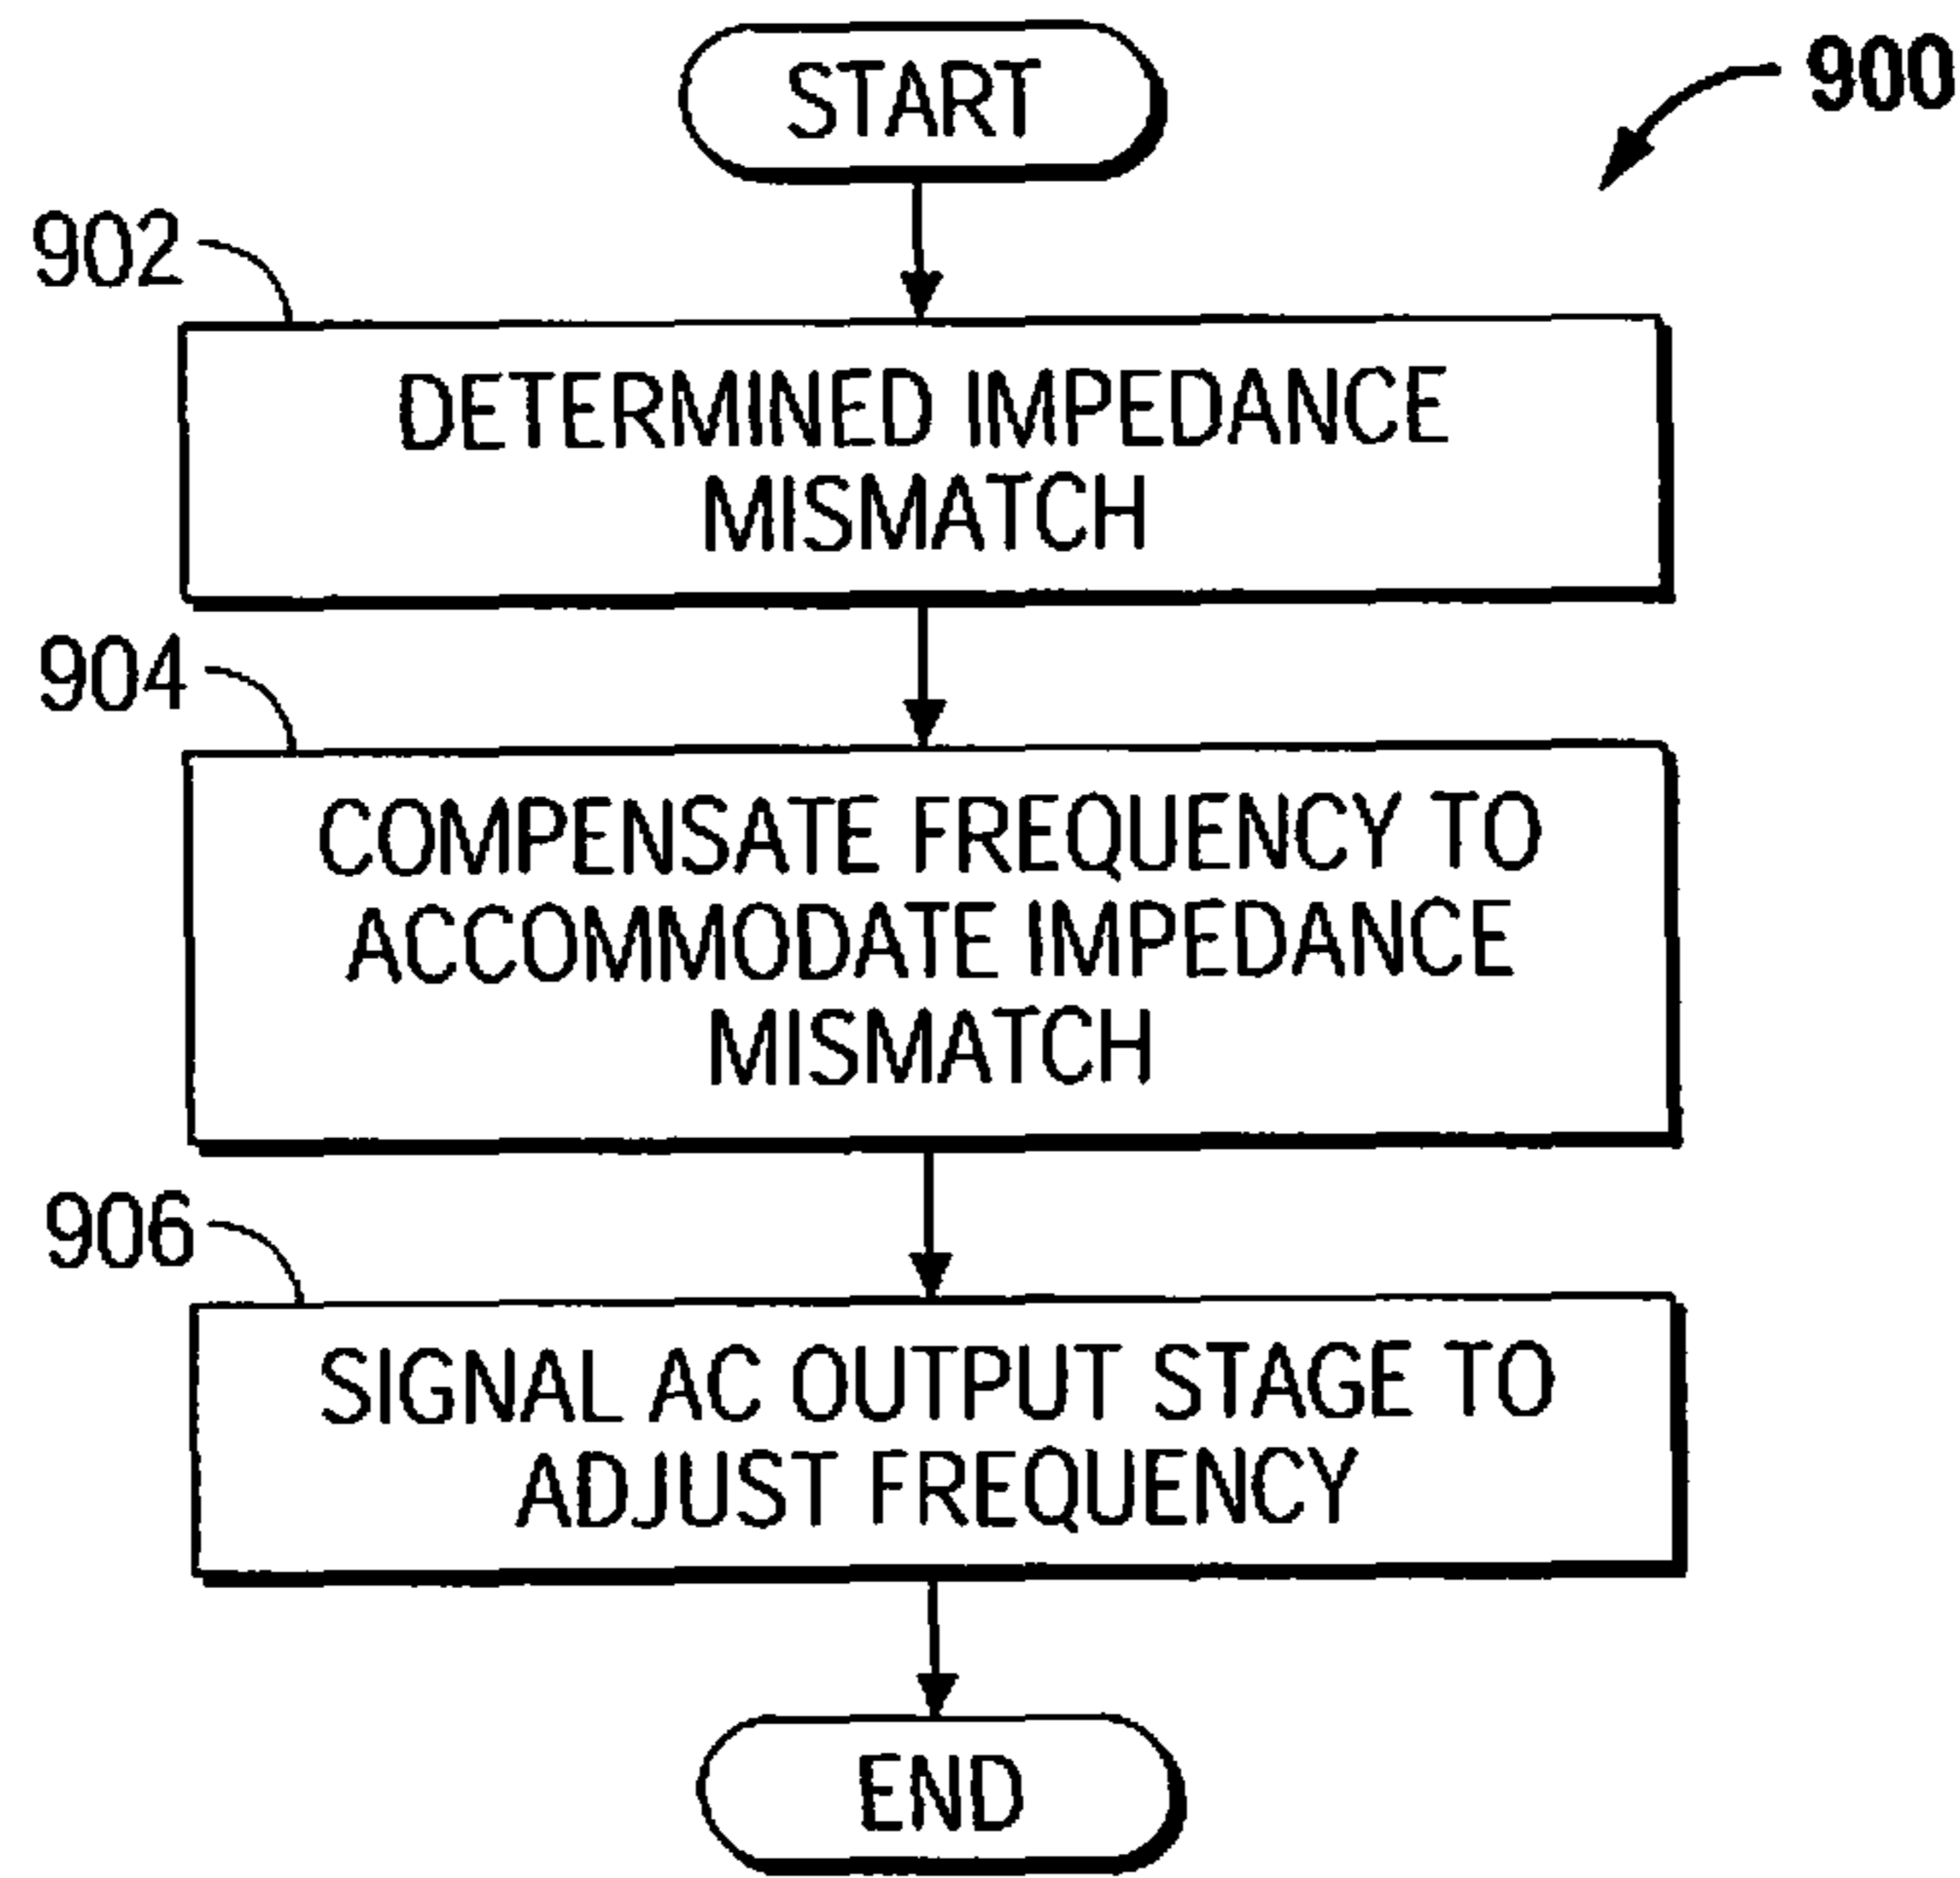 START
900
902
DETERMINED IMPEDANCE
MISMATCH
904
COMPENSATE FREQUENCY TO
ACCOMMODATE IMPEDANCE
MISMATCH
906
SIGNAL AC OUTPUT STAGE TO
ADJUST FREQUENCY
END